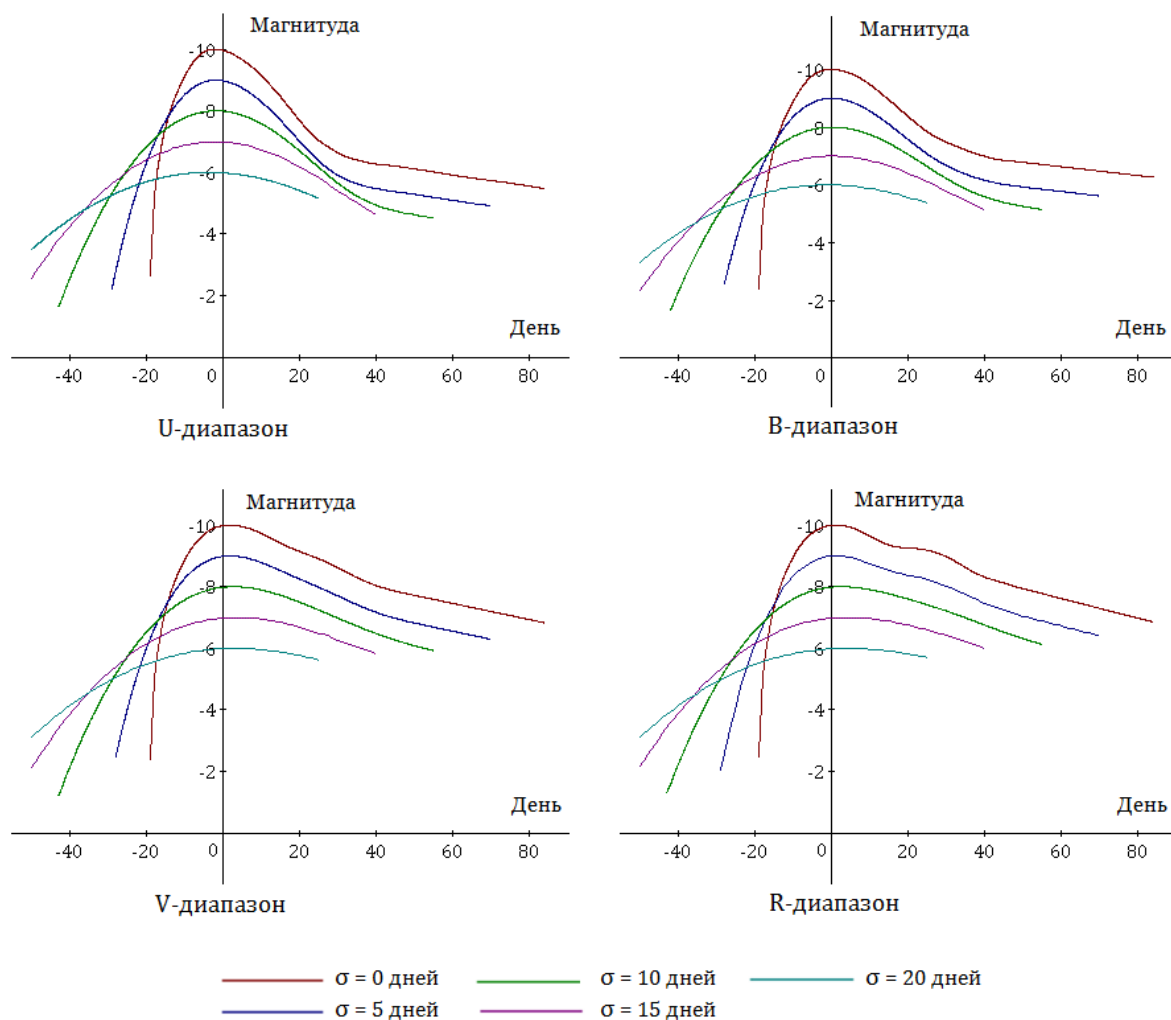 Магнитуда
-10
-8
-6
-4
-2
День
-40 -20 0 20 40 60 80
U-диапазон
Магнитуда
-10
-8
-6
-4
-2
День
-40 -20 0 20 40 60 80
B-диапазон
Магнитуда
-10
-8
-6
-4
-2
День
-40 -20 0 20 40 60 80
V-диапазон
Магнитуда
-10
-8
-6
-4
-2
День
-40 -20 0 20 40 60 80
R-диапазон
σ = 0 дней σ = 10 дней σ = 20 дней
σ = 5 дней σ = 15 дней